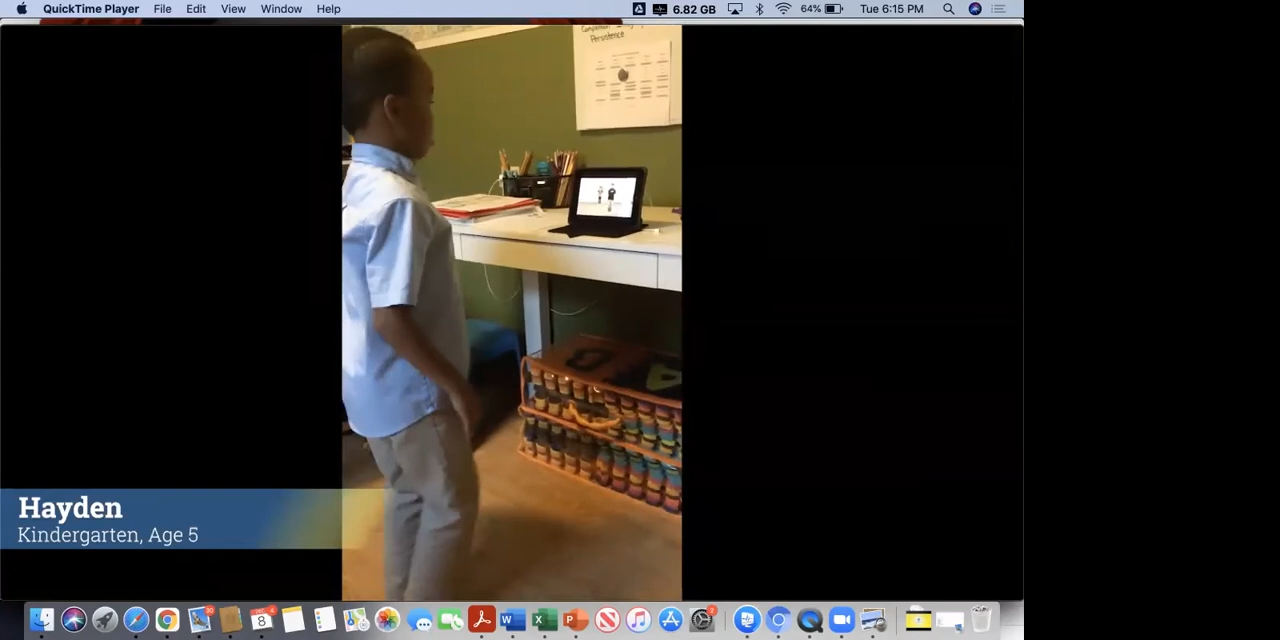 QuickTime Player File Edit View Window Help 6.82 GB 64% Tue 6:15 PM
Persistence
Hayden
Kindergarten, Age 5